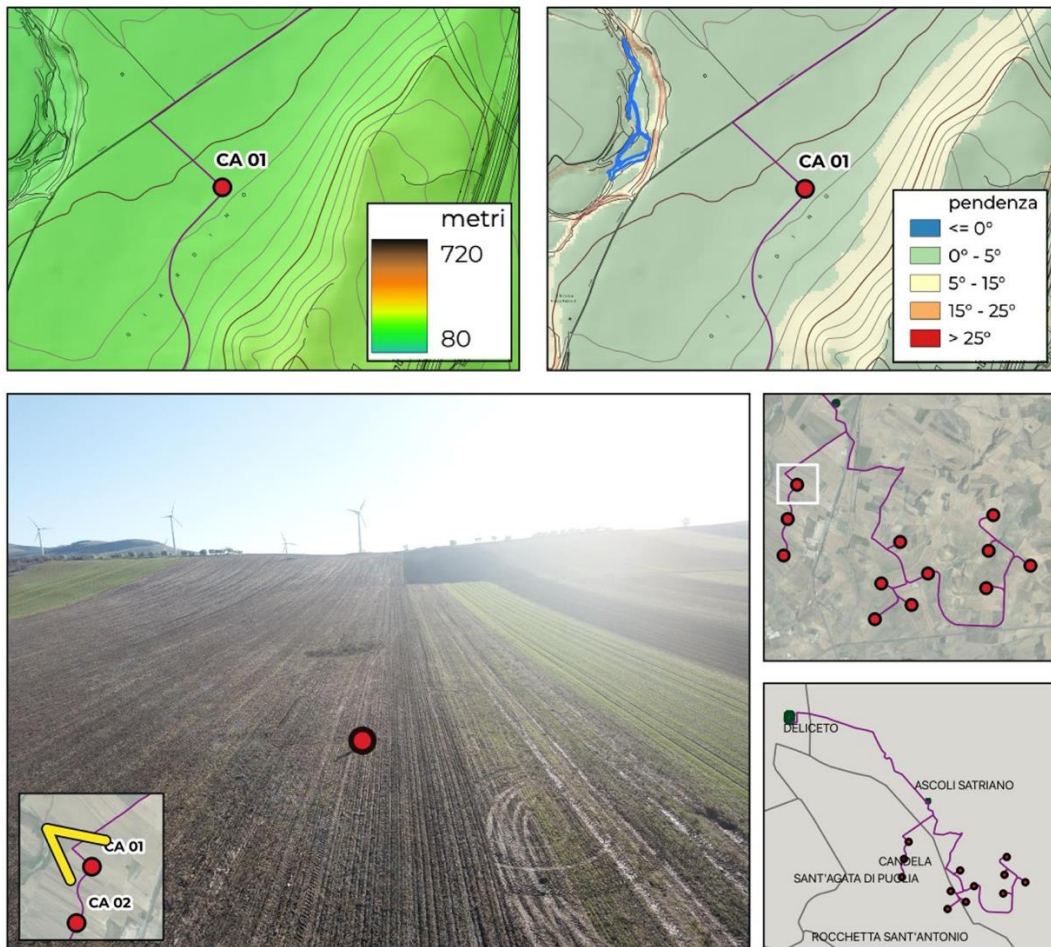 CA 01
metri
720
80
CA 01
pendenza
<= 0°
0° - 5°
5° - 15°
15° - 25°
> 25°
CA 01
CA 02
DELICETO
ASCOLI SATRIANO
CANDELA
SANT'AGATA DI PUGLIA
ROCCHETTA SANT'ANTONIO